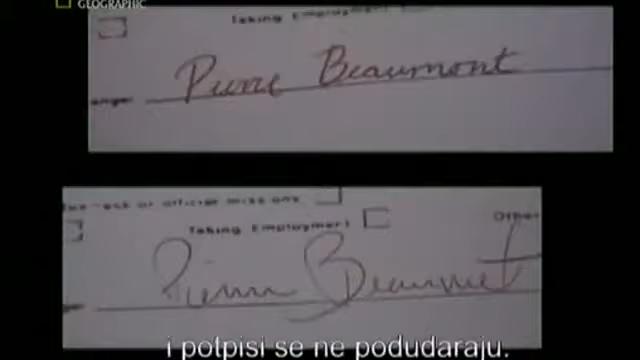 GEOGRAPHIC
Taking Employment
Pierre Beaumont
Taking Employment
Pierre Beaumont
i potpisi se ne podudaraju.